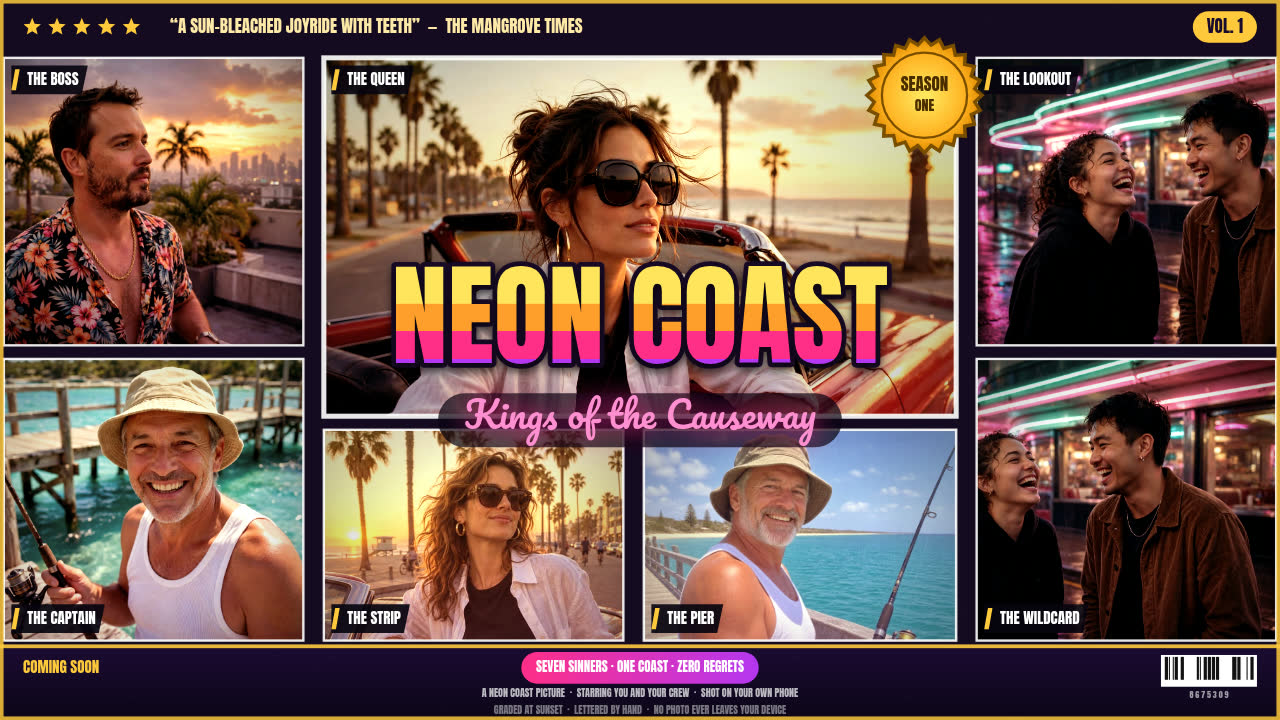 ★★★★★ “A SUN-BLEACHED JOYRIDE WITH TEETH” – THE MANGROVE TIMES
VOL. 1
THE BOSS
THE QUEEN
SEASON
ONE
THE LOOKOUT
NEON COAST
Kings of the Causeway
THE CAPTAIN
THE STRIP
THE PIER
THE WILDCARD
COMING SOON
SEVEN SINNERS · ONE COAST · ZERO REGRETS
A NEON COAST PICTURE · STARRING YOU AND YOUR CREW · SHOT ON YOUR OWN PHONE
GRADED AT SUNSET · LETTERED BY HAND · NO PHOTO EVER LEAVES YOUR DEVICE
8675309